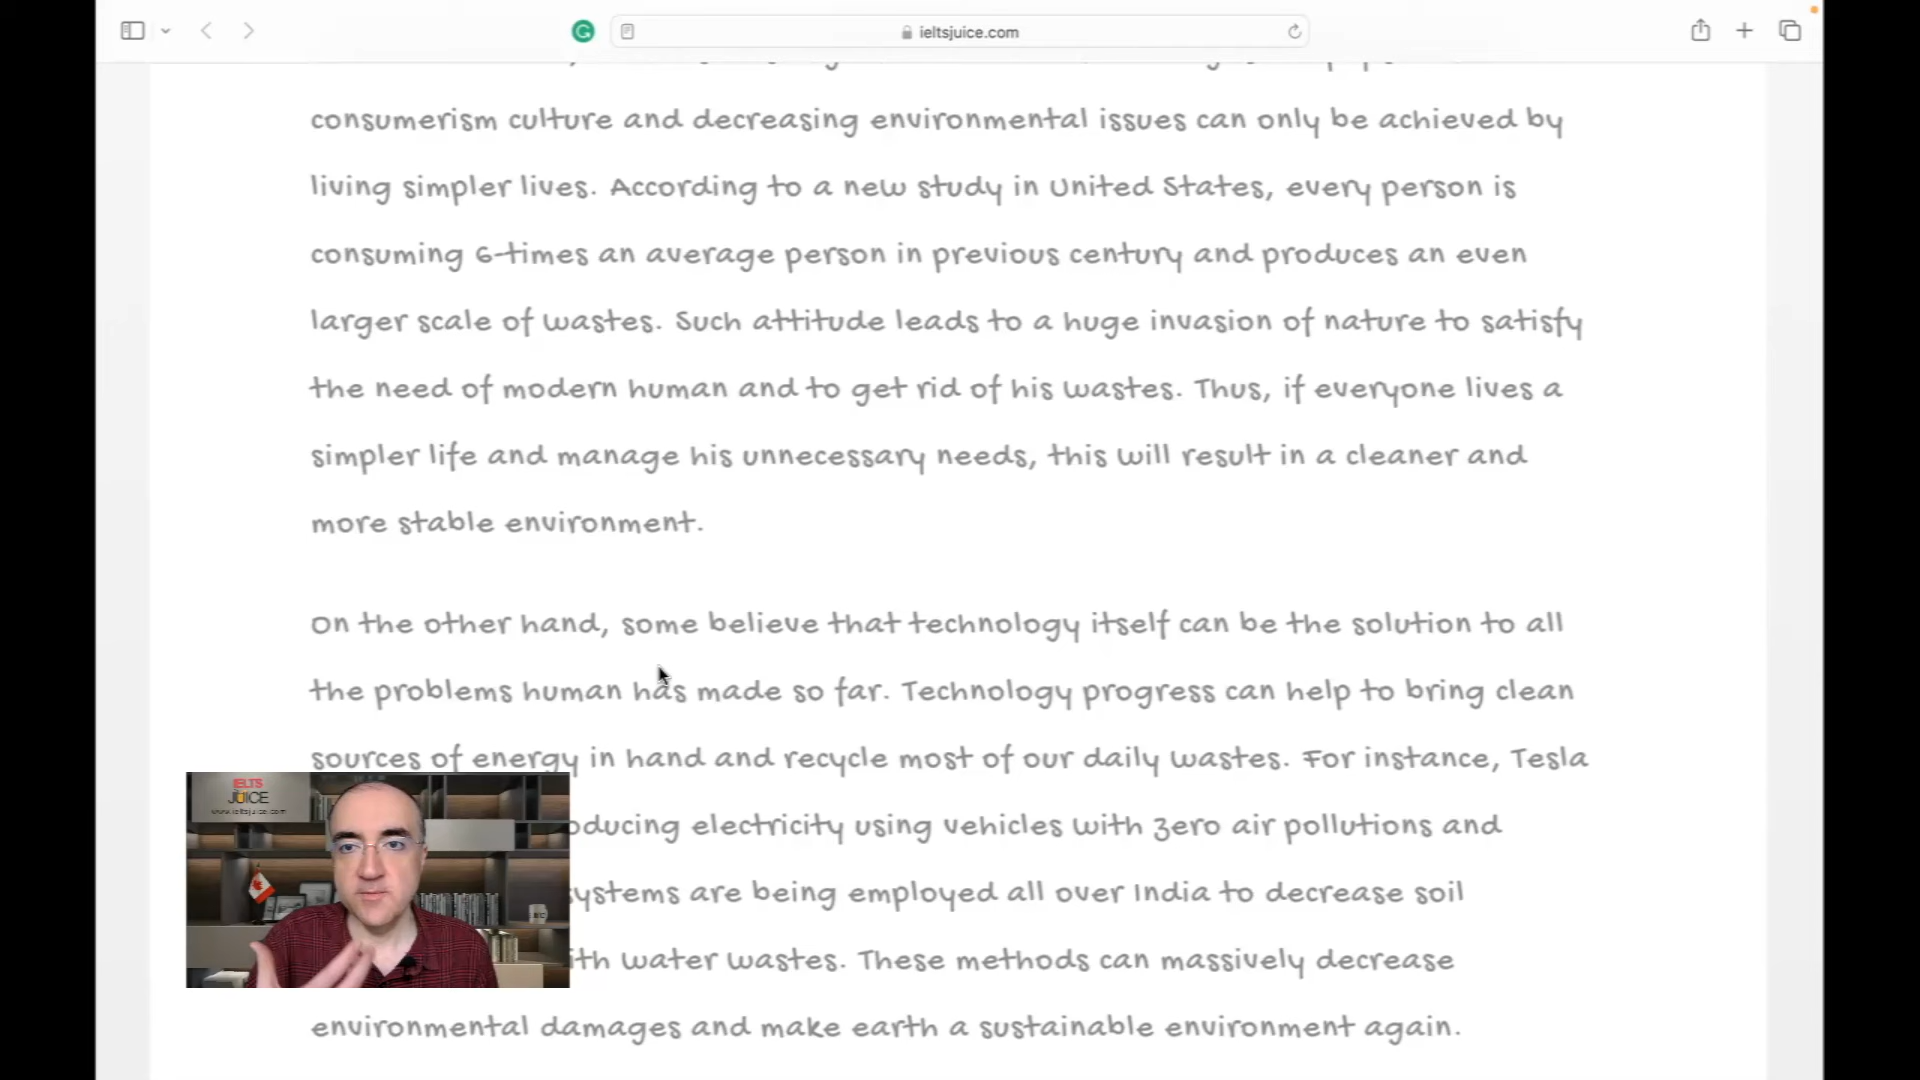 ieltsjuice.com
consumerism culture and decreasing environmental issues can only be achieved by
living simpler lives. According to a new study in United States, every person is
consuming 6-times an average person in previous century and produces an even
larger scale of wastes. Such attitude leads to a huge invasion of nature to satisfy
the need of modern human and to get rid of his wastes. Thus, if everyone lives a
simpler life and manage his unnecessary needs, this will result in a cleaner and
more stable environment.
On the other hand, some believe that technology itself can be the solution to all
the problems human has made so far. Technology progress can help to bring clean
sources of energy in hand and recycle most of our daily wastes. For instance, Tesla
oducing electricity using vehicles with zero air pollutions and
systems are being employed all over India to decrease soil
ith water wastes. These methods can massively decrease
environmental damages and make earth a sustainable environment again.
IELTS
JUICE
www.ieltsjuice.com